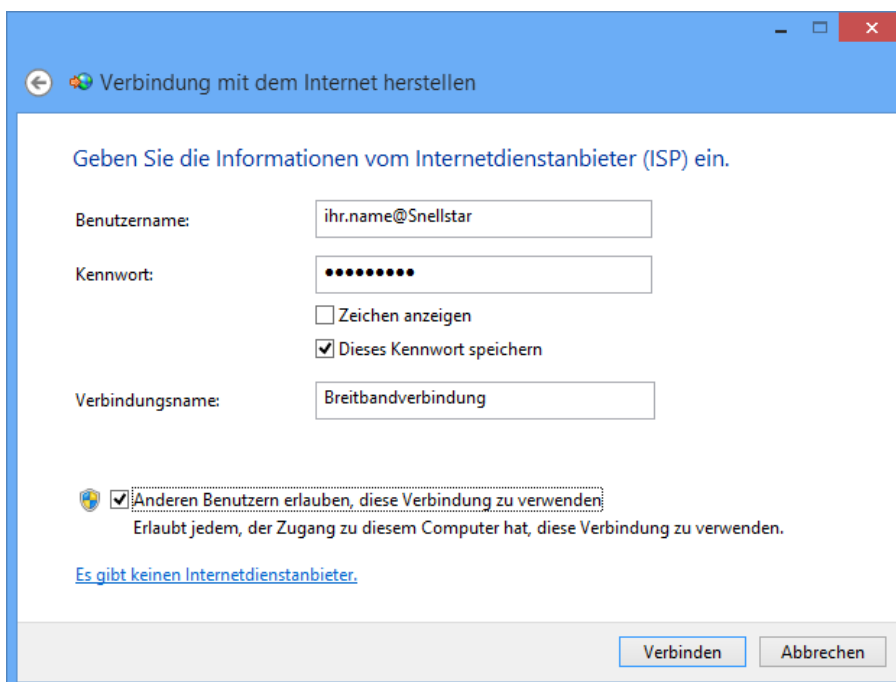 Verbindung mit dem Internet herstellen
Geben Sie die Informationen vom Internetdienstanbieter (ISP) ein.
Benutzername:
ihr.name@Snellstar
Kennwort:
•••••••••
Zeichen anzeigen
Dieses Kennwort speichern
Verbindungsname:
Breitbandverbindung
Anderen Benutzern erlauben, diese Verbindung zu verwenden
Erlaubt jedem, der Zugang zu diesem Computer hat, diese Verbindung zu verwenden.
Es gibt keinen Internetdienstanbieter.
Verbinden
Abbrechen